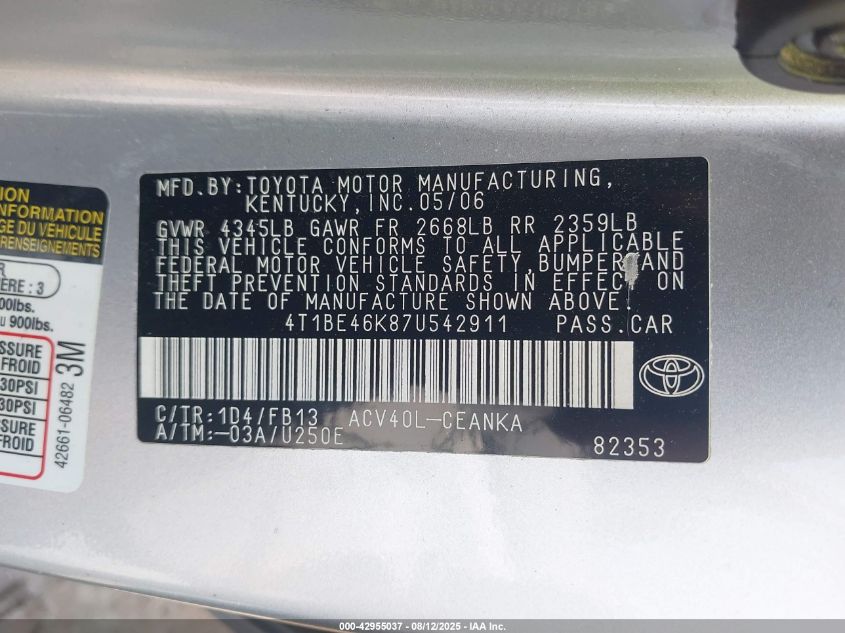 MFD.BY: TOYOTA MOTOR MANUFACTURING,
KENTUCKY, INC. 05/06
GVWR 4345LB GAWR FR 2668LB RR 2359LB
THIS VEHICLE CONFORMS TO ALL APPLICABLE
FEDERAL MOTOR VEHICLE SAFETY, BUMPER, AND
THEFT PREVENTION STANDARDS IN EFFECT ON
THE DATE OF MANUFACTURE SHOWN ABOVE.
4T1BE46K87U542911 PASS.CAR
C/TR: 1D4/FB13 ACV40L-CEANKA
A/TM: -03A/U250E
82353
INFORMATION
DU VEHICULE
RENSEIGNEMENTS
: 3
00lbs.
900lbs.
FROID
30PSI
30PSI
FROID
42661-06482 3M
000-42955037 - 08/12/2025 - IAA Inc.